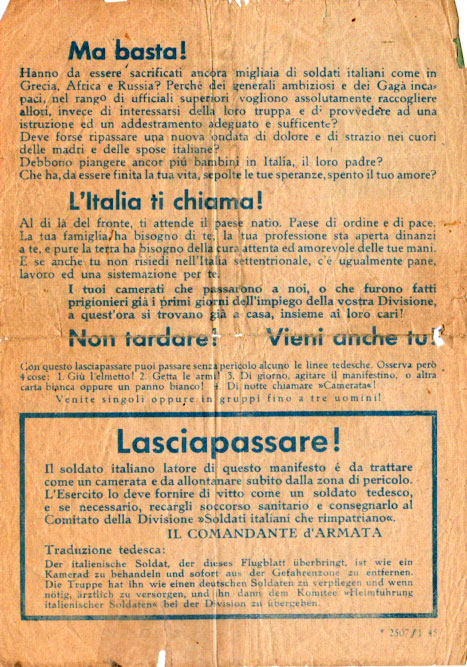 Ma basta!
Hanno da essere sacrificati ancora migliaia di soldati italiani come in
Grecia, Africa e Russia? Perché dei generali ambiziosi e dei Gagà inca-
paci, nel rango di ufficiali superiori vogliono assolutamente raccogliere
allori, invece di interessarsi della loro truppa e di provvedere ad una
istruzione ed un addestramento adeguato e sufficente?
Deve forse ripassare una nuova ondata di dolore e di strazio nei cuori
delle madri e delle spose italiane?
Debbono piangere ancor più bambini in Italia, il loro padre?
Che ha, da essere finita la tua vita, sepolte le tue speranze, spento il tuo amore?
L'Italia ti chiama!
Al di là del fronte, ti attende il paese natio. Paese di ordine e di pace.
La tua famiglia ha bisogno di te, la tua professione sta aperta dinanzi
a te, e pure la terra ha bisogno della cura attenta ed amorevole delle tue mani.
E se anche tu non risiedi nell'Italia settentrionale, c'è ugualmente pane,
lavoro ed una sistemazione per te.
I tuoi camerati che passarono a noi, o che furono fatti
prigionieri già i primi giorni dell'impiego della vostra Divisione,
a quest'ora si trovano già a casa, insieme ai loro cari!
Non tardare! Vieni anche tu!
Con questo lasciapassare puoi passare senza pericolo alcuno le linee tedesche. Osserva però
4 cose: 1. Giù l'elmetto! 2. Getta le armi! 3. Di giorno, agitare il manifestino, o altra
carta bianca oppure un panno bianco! 4. Di notte chiamare »Camerata«!
Venite singoli oppure in gruppi fino a tre uomini!
Lasciapassare!
Il soldato italiano latore di questo manifesto é da trattare
come un camerata e da allontanare subito dalla zona di pericolo.
L'Esercito lo deve fornire di vitto come un soldato tedesco,
e se necessario, recargli soccorso sanitario e consegnarlo al
Comitato della Divisione »Soldati italiani che rimpatriano«.
IL COMANDANTE d'ARMATA
Traduzione tedesca:
Der italienische Soldat, der dieses Flugblatt überbringt, ist wie ein
Kamerad zu behandeln und sofort aus der Gefahrenzone zu entfernen.
Die Truppe hat ihn wie einen deutschen Soldaten zu verpflegen und wenn
nötig, ärztlich zu versorgen, und ihn dann dem Komitee »Heimführung
italienischer Soldaten« bei der Division zu übergeben.
* 2507/1 45